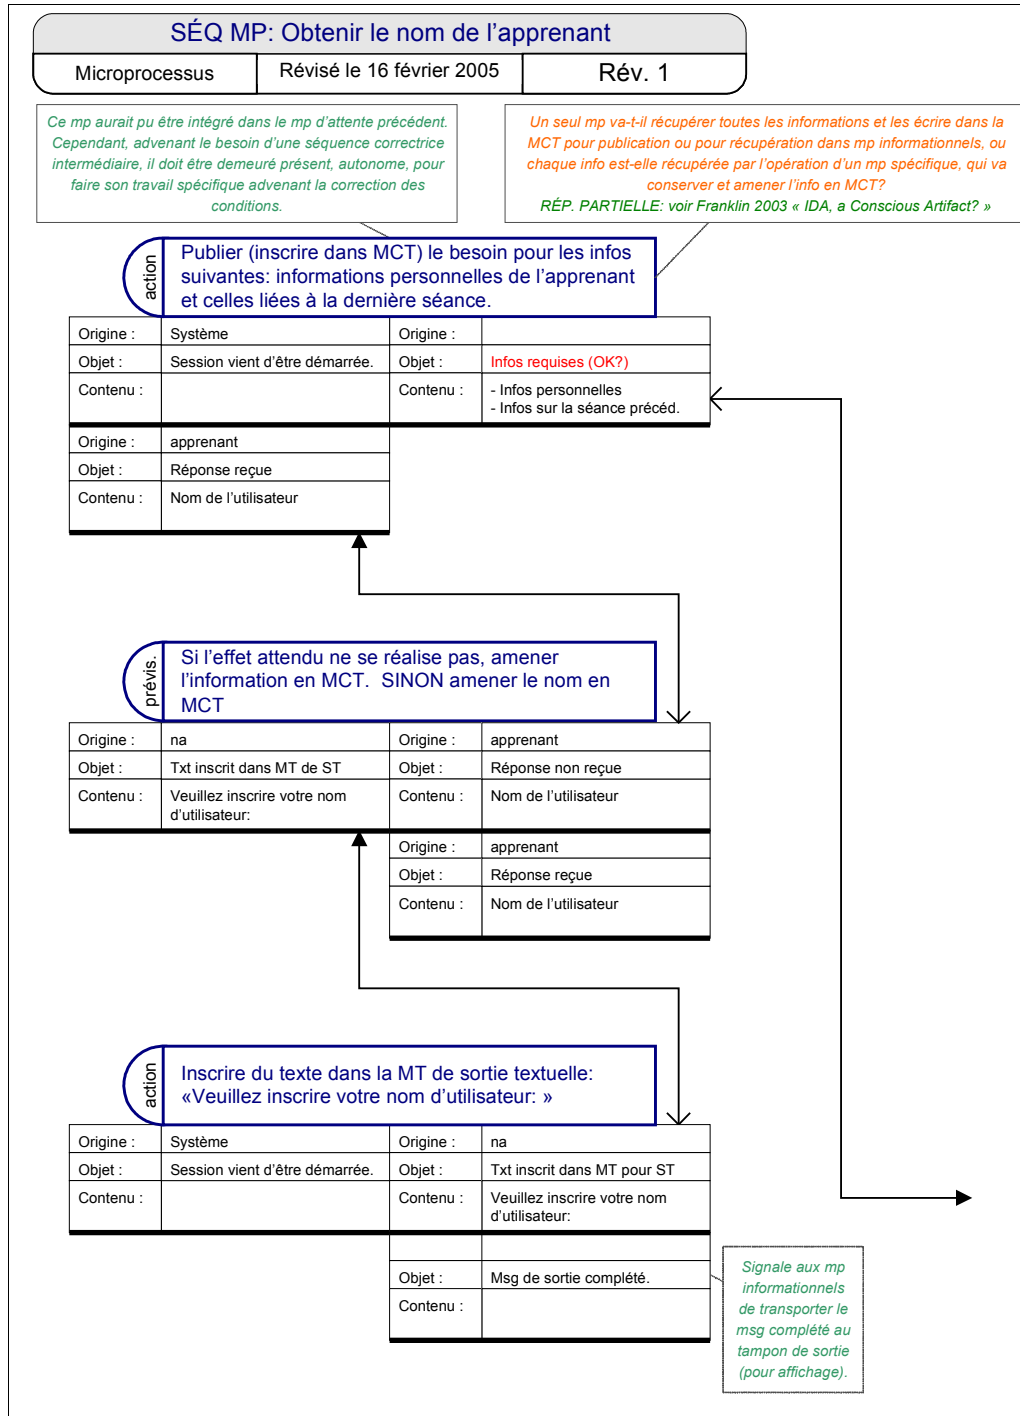 SÉQ MP: Obtenir le nom de l'apprenant
Microprocessus
Révisé le 16 février 2005
Rév. 1
Ce mp aurait pu être intégré dans le mp d'attente précédent.
Cependant, advenant le besoin d'une séquence correctrice
intermédiaire, il doit être demeuré présent, autonome, pour
faire son travail spécifique advenant la correction des
conditions.
Un seul mp va-t-il récupérer toutes les informations et les écrire dans la
MCT pour publication ou pour récupération dans mp informationnels, ou
chaque info est-elle récupérée par l'opération d'un mp spécifique, qui va
conserver et amener l'info en MCT?
RÉP. PARTIELLE: voir Franklin 2003 « IDA, a Conscious Artifact? »
action
Publier (inscrire dans MCT) le besoin pour les infos
suivantes: informations personnelles de l'apprenant
et celles liées à la dernière séance.
Origine : Système Origine :
Objet : Session vient d'être démarrée. Objet : Infos requises (OK?)
Contenu : Contenu : - Infos personnelles
- Infos sur la séance précéd.
Origine : apprenant
Objet : Réponse reçue
Contenu : Nom de l'utilisateur
prévis.
Si l'effet attendu ne se réalise pas, amener
l'information en MCT.  SINON amener le nom en
MCT
Origine : na Origine : apprenant
Objet : Txt inscrit dans MT de ST Objet : Réponse non reçue
Contenu : Veuillez inscrire votre nom Contenu : Nom de l'utilisateur
d'utilisateur:
Origine : apprenant
Objet : Réponse reçue
Contenu : Nom de l'utilisateur
action
Inscrire du texte dans la MT de sortie textuelle:
«Veuillez inscrire votre nom d'utilisateur: »
Origine : Système Origine : na
Objet : Session vient d'être démarrée. Objet : Txt inscrit dans MT pour ST
Contenu : Contenu : Veuillez inscrire votre nom
d'utilisateur:
Objet : Msg de sortie complété.
Contenu :
Signale aux mp
informationnels
de transporter le
msg complété au
tampon de sortie
(pour affichage).